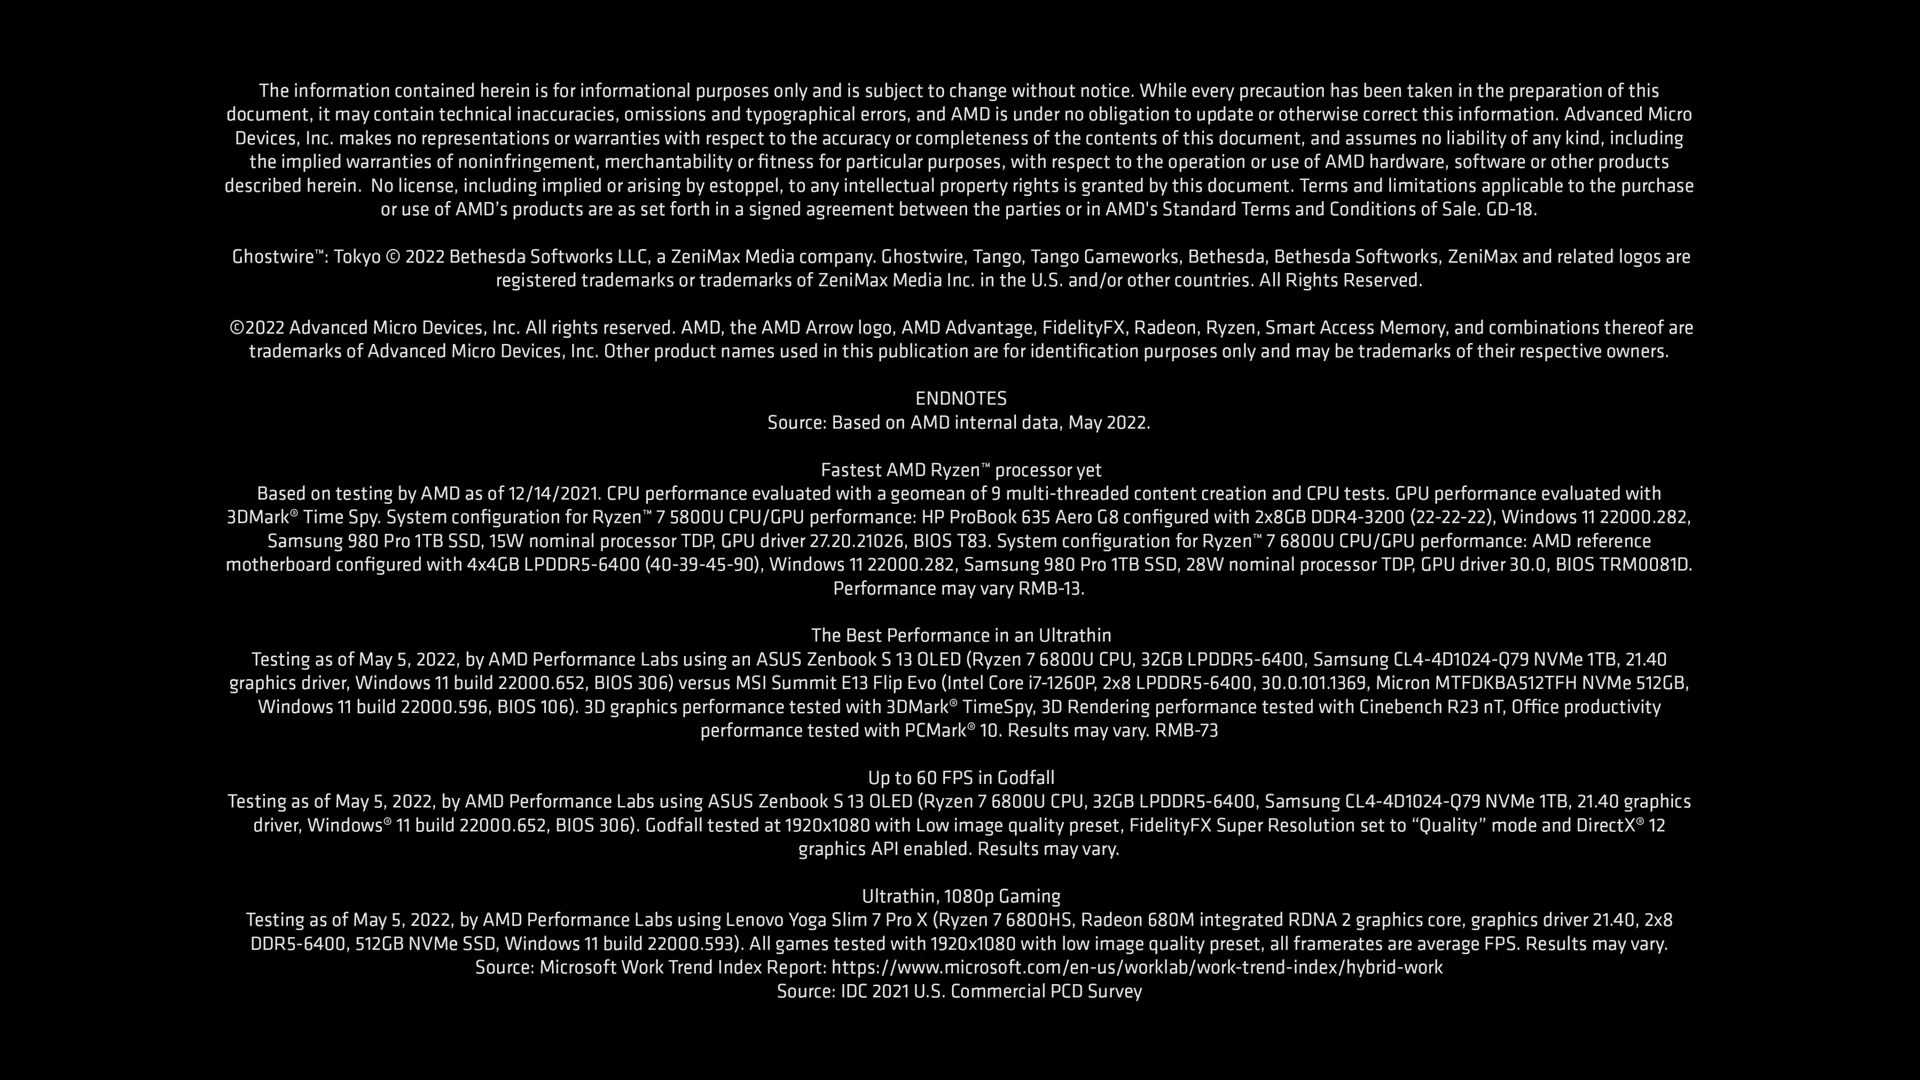 The information contained herein is for informational purposes only and is subject to change without notice. While every precaution has been taken in the preparation of this
document, it may contain technical inaccuracies, omissions and typographical errors, and AMD is under no obligation to update or otherwise correct this information. Advanced Micro
Devices, Inc. makes no representations or warranties with respect to the accuracy or completeness of the contents of this document, and assumes no liability of any kind, including
the implied warranties of noninfringement, merchantability or fitness for particular purposes, with respect to the operation or use of AMD hardware, software or other products
described herein.  No license, including implied or arising by estoppel, to any intellectual property rights is granted by this document. Terms and limitations applicable to the purchase
or use of AMD’s products are as set forth in a signed agreement between the parties or in AMD's Standard Terms and Conditions of Sale. GD-18.
Ghostwire™: Tokyo © 2022 Bethesda Softworks LLC, a ZeniMax Media company. Ghostwire, Tango, Tango Gameworks, Bethesda, Bethesda Softworks, ZeniMax and related logos are
registered trademarks or trademarks of ZeniMax Media Inc. in the U.S. and/or other countries. All Rights Reserved.
©2022 Advanced Micro Devices, Inc. All rights reserved. AMD, the AMD Arrow logo, AMD Advantage, FidelityFX, Radeon, Ryzen, Smart Access Memory, and combinations thereof are
trademarks of Advanced Micro Devices, Inc. Other product names used in this publication are for identification purposes only and may be trademarks of their respective owners.
ENDNOTES
Source: Based on AMD internal data, May 2022.
Fastest AMD Ryzen™ processor yet
Based on testing by AMD as of 12/14/2021. CPU performance evaluated with a geomean of 9 multi-threaded content creation and CPU tests. GPU performance evaluated with
3DMark® Time Spy. System configuration for Ryzen™ 7 5800U CPU/GPU performance: HP ProBook 635 Aero G8 configured with 2x8GB DDR4-3200 (22-22-22), Windows 11 22000.282,
Samsung 980 Pro 1TB SSD, 15W nominal processor TDP, GPU driver 27.20.21026, BIOS T83. System configuration for Ryzen™ 7 6800U CPU/GPU performance: AMD reference
motherboard configured with 4x4GB LPDDR5-6400 (40-39-45-90), Windows 11 22000.282, Samsung 980 Pro 1TB SSD, 28W nominal processor TDP, GPU driver 30.0, BIOS TRM0081D.
Performance may vary RMB-13.
The Best Performance in an Ultrathin
Testing as of May 5, 2022, by AMD Performance Labs using an ASUS Zenbook S 13 OLED (Ryzen 7 6800U CPU, 32GB LPDDR5-6400, Samsung CL4-4D1024-Q79 NVMe 1TB, 21.40
graphics driver, Windows 11 build 22000.652, BIOS 306) versus MSI Summit E13 Flip Evo (Intel Core i7-1260P, 2x8 LPDDR5-6400, 30.0.101.1369, Micron MTFDKBA512TFH NVMe 512GB,
Windows 11 build 22000.596, BIOS 106). 3D graphics performance tested with 3DMark® TimeSpy, 3D Rendering performance tested with Cinebench R23 nT, Office productivity
performance tested with PCMark® 10. Results may vary. RMB-73
Up to 60 FPS in Godfall
Testing as of May 5, 2022, by AMD Performance Labs using ASUS Zenbook S 13 OLED (Ryzen 7 6800U CPU, 32GB LPDDR5-6400, Samsung CL4-4D1024-Q79 NVMe 1TB, 21.40 graphics
driver, Windows® 11 build 22000.652, BIOS 306). Godfall tested at 1920x1080 with Low image quality preset, FidelityFX Super Resolution set to “Quality” mode and DirectX® 12
graphics API enabled. Results may vary.
Ultrathin, 1080p Gaming
Testing as of May 5, 2022, by AMD Performance Labs using Lenovo Yoga Slim 7 Pro X (Ryzen 7 6800HS, Radeon 680M integrated RDNA 2 graphics core, graphics driver 21.40, 2x8
DDR5-6400, 512GB NVMe SSD, Windows 11 build 22000.593). All games tested with 1920x1080 with low image quality preset, all framerates are average FPS. Results may vary.
Source: Microsoft Work Trend Index Report: https://www.microsoft.com/en-us/worklab/work-trend-index/hybrid-work
Source: IDC 2021 U.S. Commercial PCD Survey